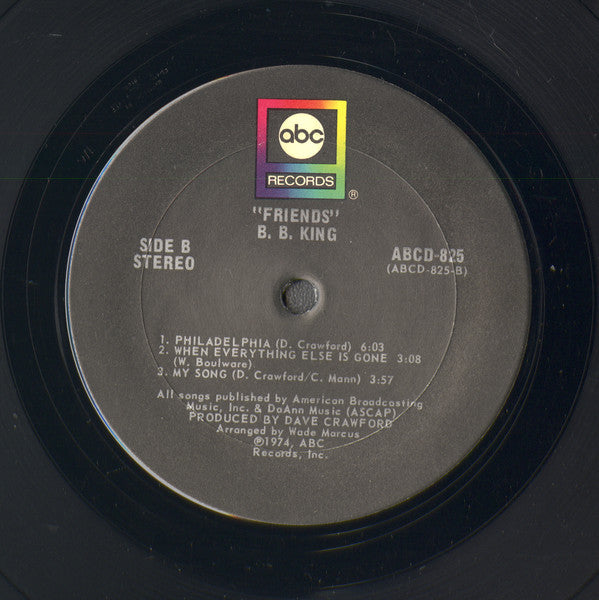 abc
RECORDS
®
"FRIENDS"
B. B. KING
SIDE B
STEREO
ABCD-825
(ABCD-825-B)
1. PHILADELPHIA (D. Crawford) 6:03
2. WHEN EVERYTHING ELSE IS GONE 3:08
(W. Boulware)
3. MY SONG (D. Crawford/C. Mann) 3:57
All songs published by American Broadcasting
Music, Inc. & DoAnn Music (ASCAP)
PRODUCED BY DAVE CRAWFORD
Arranged by Wade Marcus
℗1974, ABC
Records, Inc.